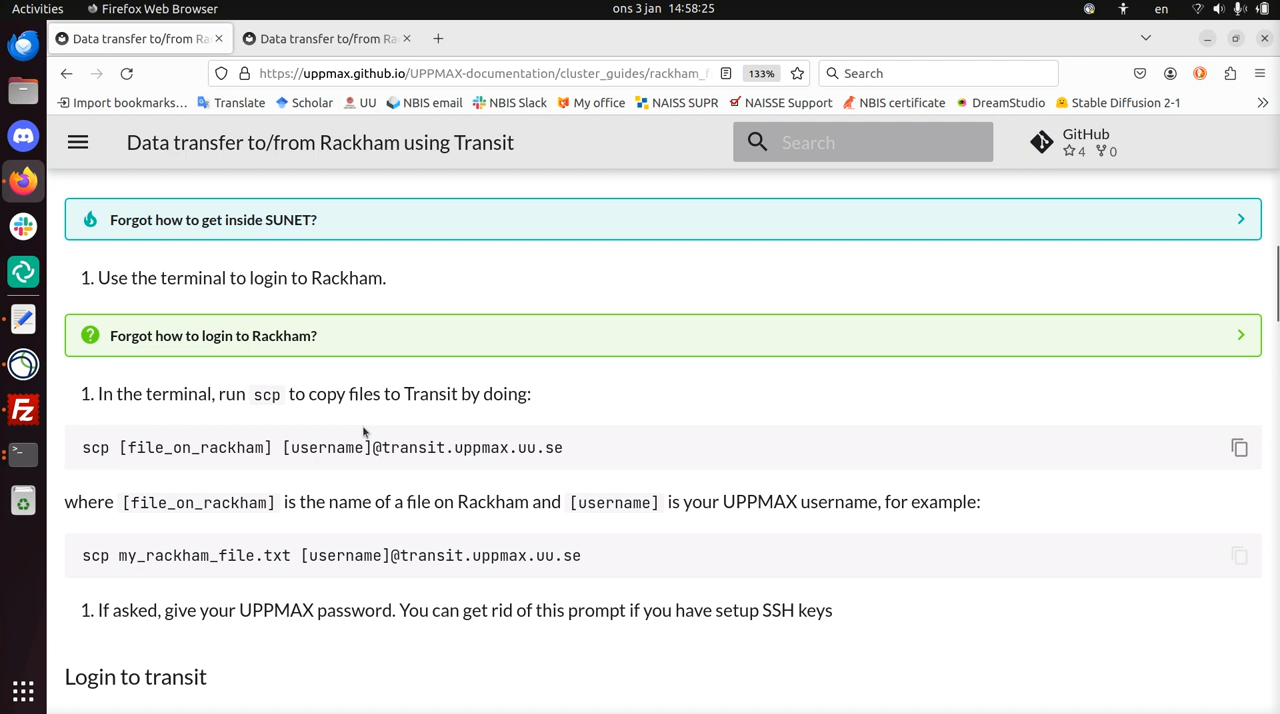 Activities Firefox Web Browser ons 3 jan 14:58:25 en
Data transfer to/from Ra Data transfer to/from Ra
https://uppmax.github.io/UPPMAX-documentation/cluster_guides/rackham_f 133% Search
Import bookmarks... Translate Scholar UU NBIS email NBIS Slack My office NAISS SUPR NAISSE Support NBIS certificate DreamStudio Stable Diffusion 2-1
Data transfer to/from Rackham using Transit Search GitHub
4 0
Forgot how to get inside SUNET?
1. Use the terminal to login to Rackham.
Forgot how to login to Rackham?
1. In the terminal, run scp to copy files to Transit by doing:
scp [file_on_rackham] [username]@transit.uppmax.uu.se
where [file_on_rackham] is the name of a file on Rackham and [username] is your UPPMAX username, for example:
scp my_rackham_file.txt [username]@transit.uppmax.uu.se
1. If asked, give your UPPMAX password. You can get rid of this prompt if you have setup SSH keys
Login to transit